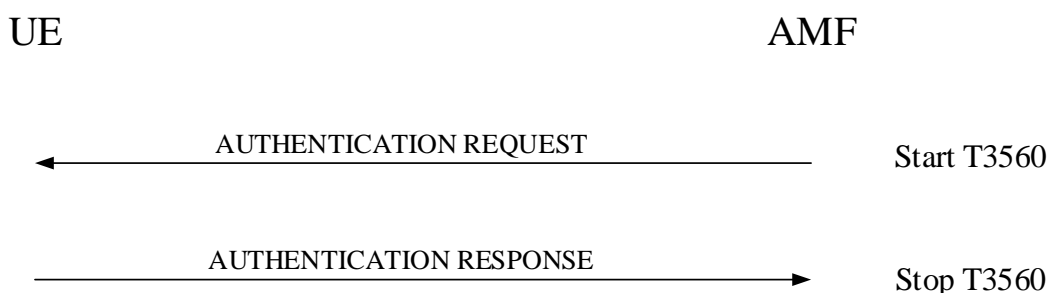 UE AMF
AUTHENTICATION REQUEST Start T3560
AUTHENTICATION RESPONSE Stop T3560